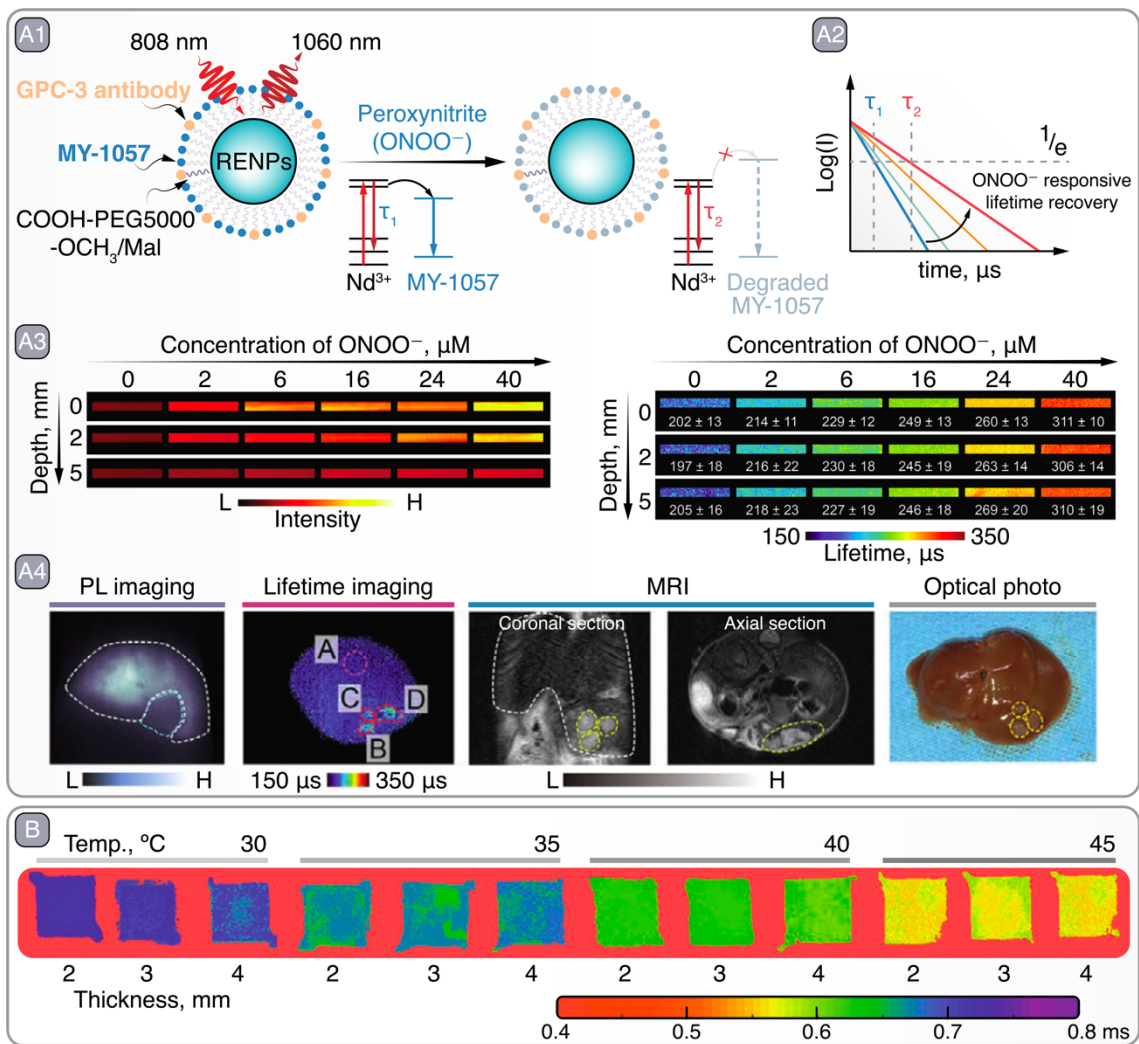 A1
808 nm
1060 nm
GPC-3 antibody
MY-1057
RENPs
COOH-PEG5000
-OCH₃/Mal
Peroxynitrite
(ONOO⁻)
τ₁
Nd³⁺
MY-1057
τ₂
Nd³⁺
Degraded
MY-1057
A2
τ₁
τ₂
1/e
Log(I)
ONOO⁻ responsive
lifetime recovery
time, μs
A3
Concentration of ONOO⁻, μM
0 2 6 16 24 40
Depth, mm
0
2
5
L H
Intensity
Concentration of ONOO⁻, μM
0 2 6 16 24 40
Depth, mm
0
202 ± 13 214 ± 11 229 ± 12 249 ± 13 260 ± 13 311 ± 10
2
197 ± 18 216 ± 22 230 ± 18 245 ± 19 263 ± 14 306 ± 14
5
205 ± 16 218 ± 23 227 ± 19 246 ± 18 269 ± 20 310 ± 19
150 350
Lifetime, μs
A4
PL imaging
Lifetime imaging
MRI
Optical photo
A
C
D
B
Coronal section
Axial section
L H
150 μs 350 μs
L H
B
Temp., ºC 30 35 40 45
2 3 4 2 3 4 2 3 4 2 3 4
Thickness, mm
0.4 0.5 0.6 0.7 0.8 ms